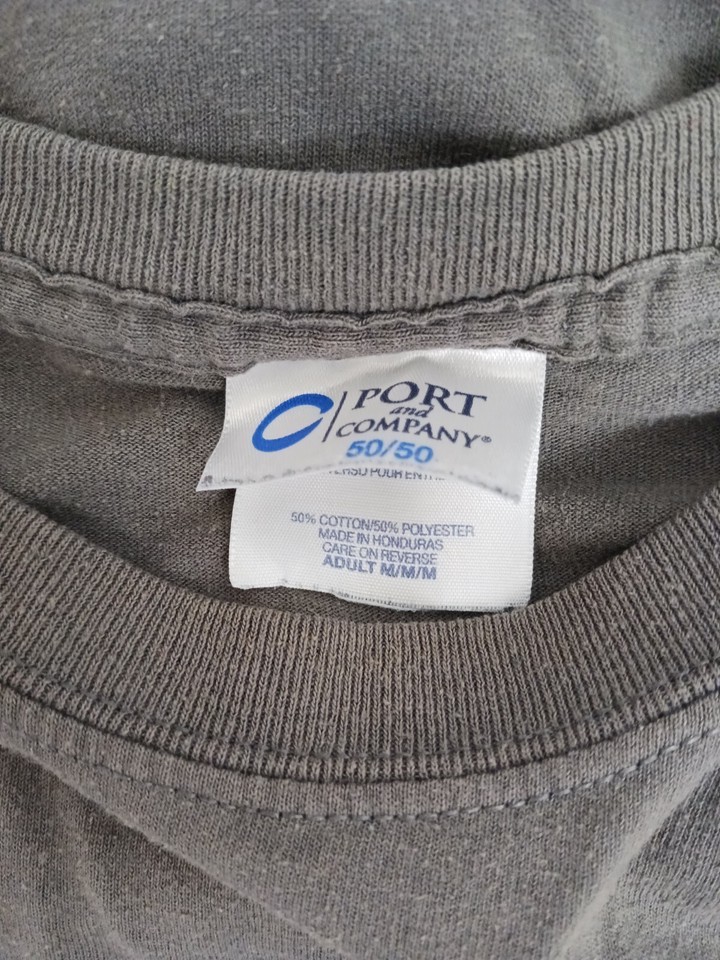 PORT
and
COMPANY®
50/50
50% COTTON/50% POLYESTER
MADE IN HONDURAS
CARE ON REVERSE
ADULT M/M/M